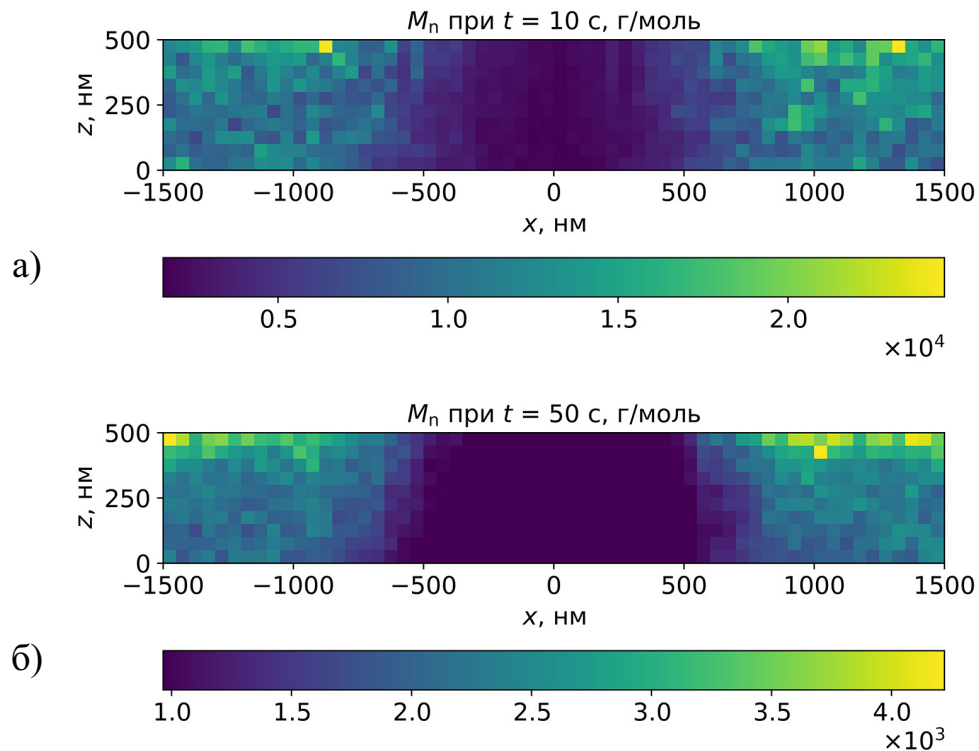 Mn при t = 10 с, г/моль
500
250
0
z, нм
−1500 −1000 −500 0 500 1000 1500
x, нм
а)
0.5 1.0 1.5 2.0
×10⁴
Mn при t = 50 с, г/моль
500
250
0
z, нм
−1500 −1000 −500 0 500 1000 1500
x, нм
б)
1.0 1.5 2.0 2.5 3.0 3.5 4.0
×10³